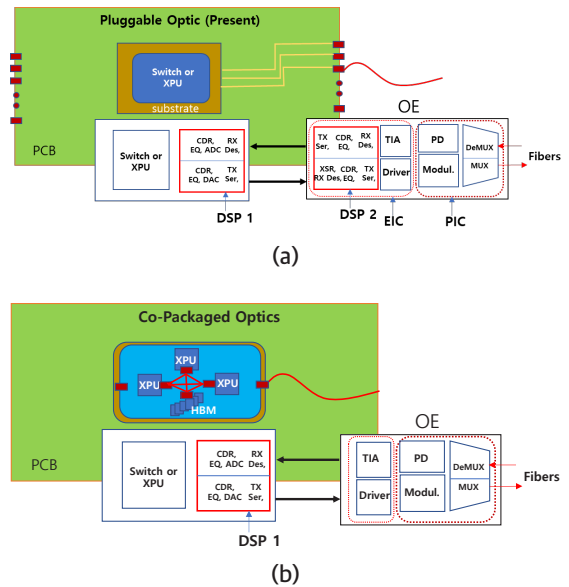 Pluggable Optic (Present)
Switch or
XPU
substrate
OE
PCB
Switch or
XPU
CDR, RX
EQ, ADC Des,
CDR, TX
EQ, DAC Ser,
DSP 1
TX CDR, RX
Ser, EQ, Des,
XSR, CDR, TX
RX Des, EQ, Ser,
DSP 2
TIA
Driver
EIC
PD
Modul.
PIC
DeMUX
MUX
Fibers
(a)
Co-Packaged Optics
XPU
XPU
XPU
HBM
OE
PCB
Switch or
XPU
CDR, RX
EQ, ADC Des,
CDR, TX
EQ, DAC Ser,
DSP 1
TIA
Driver
PD
Modul.
DeMUX
MUX
Fibers
(b)